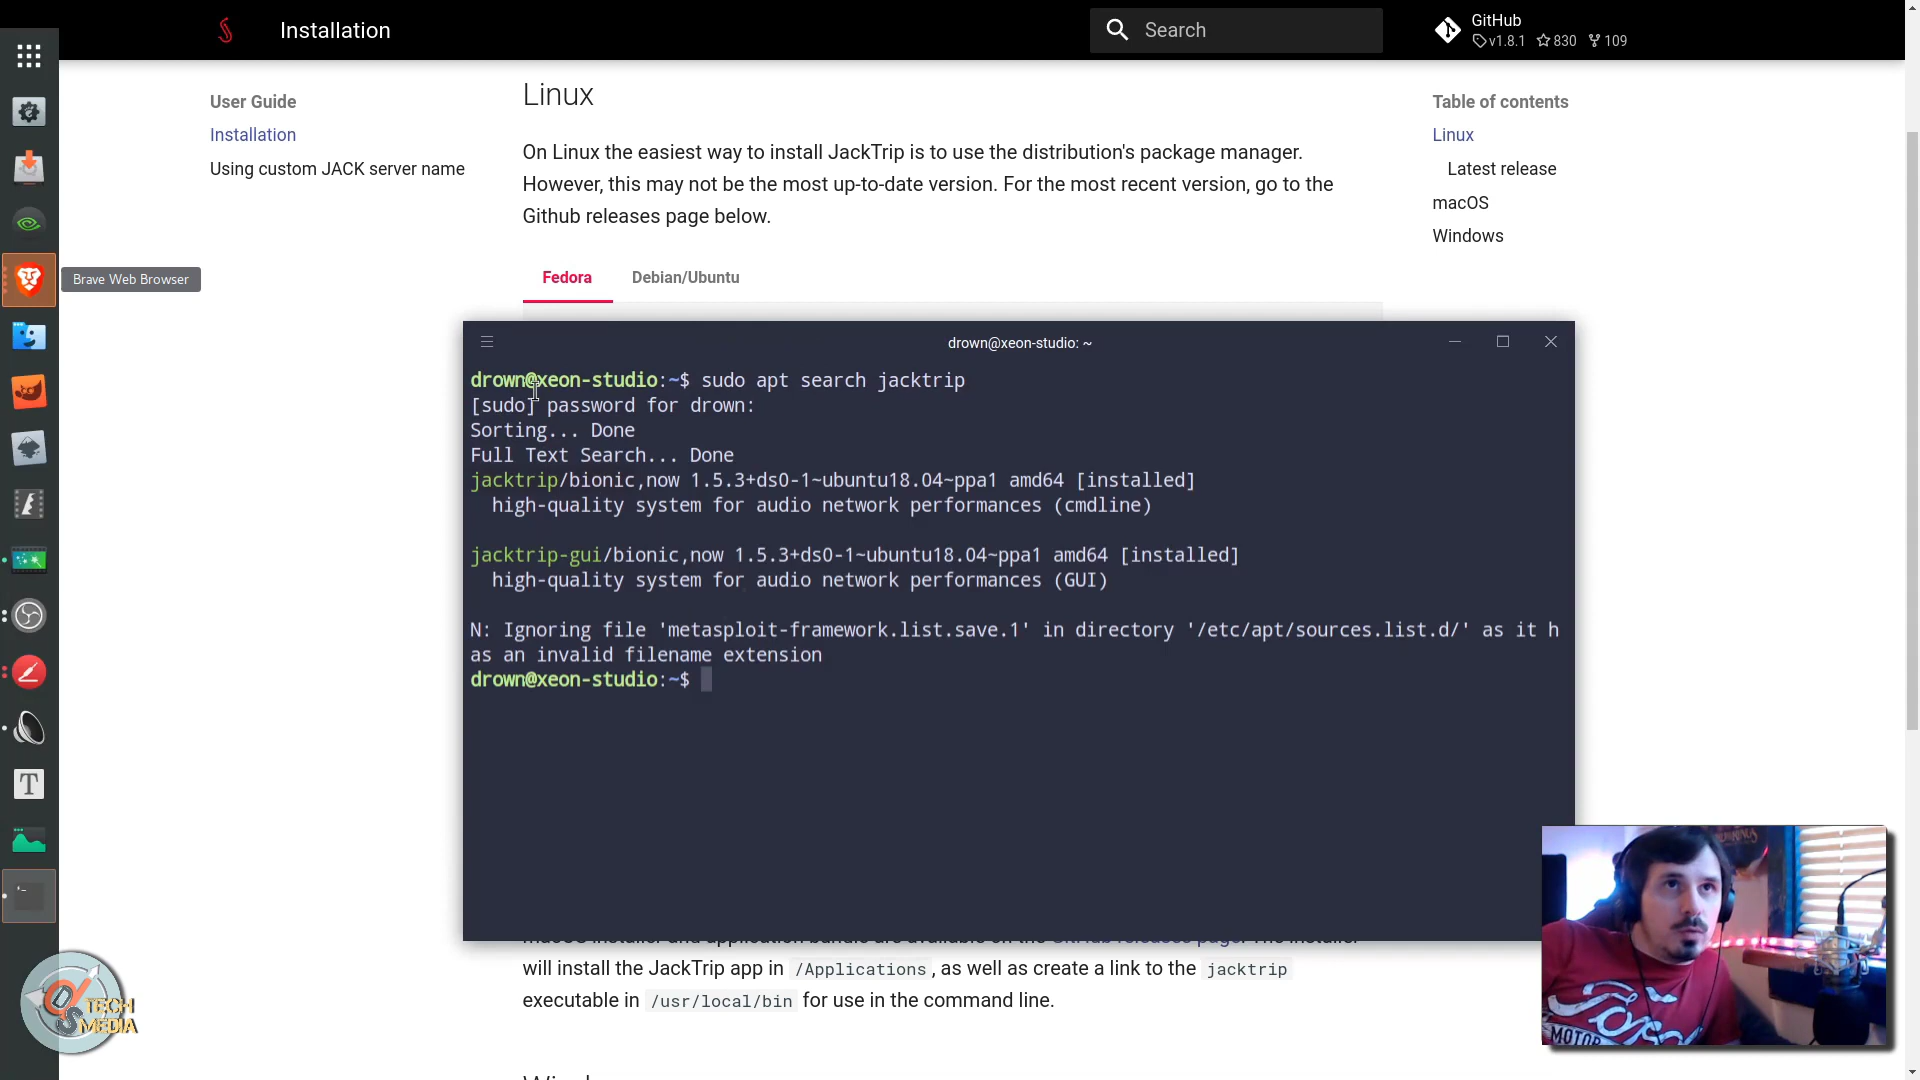 Installation
Search
GitHub
v1.8.1 830 109
User Guide
Installation
Using custom JACK server name
Linux
On Linux the easiest way to install JackTrip is to use the distribution's package manager.
However, this may not be the most up-to-date version. For the most recent version, go to the
Github releases page below.
Fedora Debian/Ubuntu
Table of contents
Linux
Latest release
macOS
Windows
Brave Web Browser
drown@xeon-studio: ~
drown@xeon-studio:~$ sudo apt search jacktrip
[sudo] password for drown:
Sorting... Done
Full Text Search... Done
jacktrip/bionic,now 1.5.3+ds0-1~ubuntu18.04~ppa1 amd64 [installed]
high-quality system for audio network performances (cmdline)
jacktrip-gui/bionic,now 1.5.3+ds0-1~ubuntu18.04~ppa1 amd64 [installed]
high-quality system for audio network performances (GUI)
N: Ignoring file 'metasploit-framework.list.save.1' in directory '/etc/apt/sources.list.d/' as it h
as an invalid filename extension
drown@xeon-studio:~$
will install the JackTrip app in /Applications , as well as create a link to the jacktrip
executable in /usr/local/bin for use in the command line.
TECH
MEDIA
MOTOR